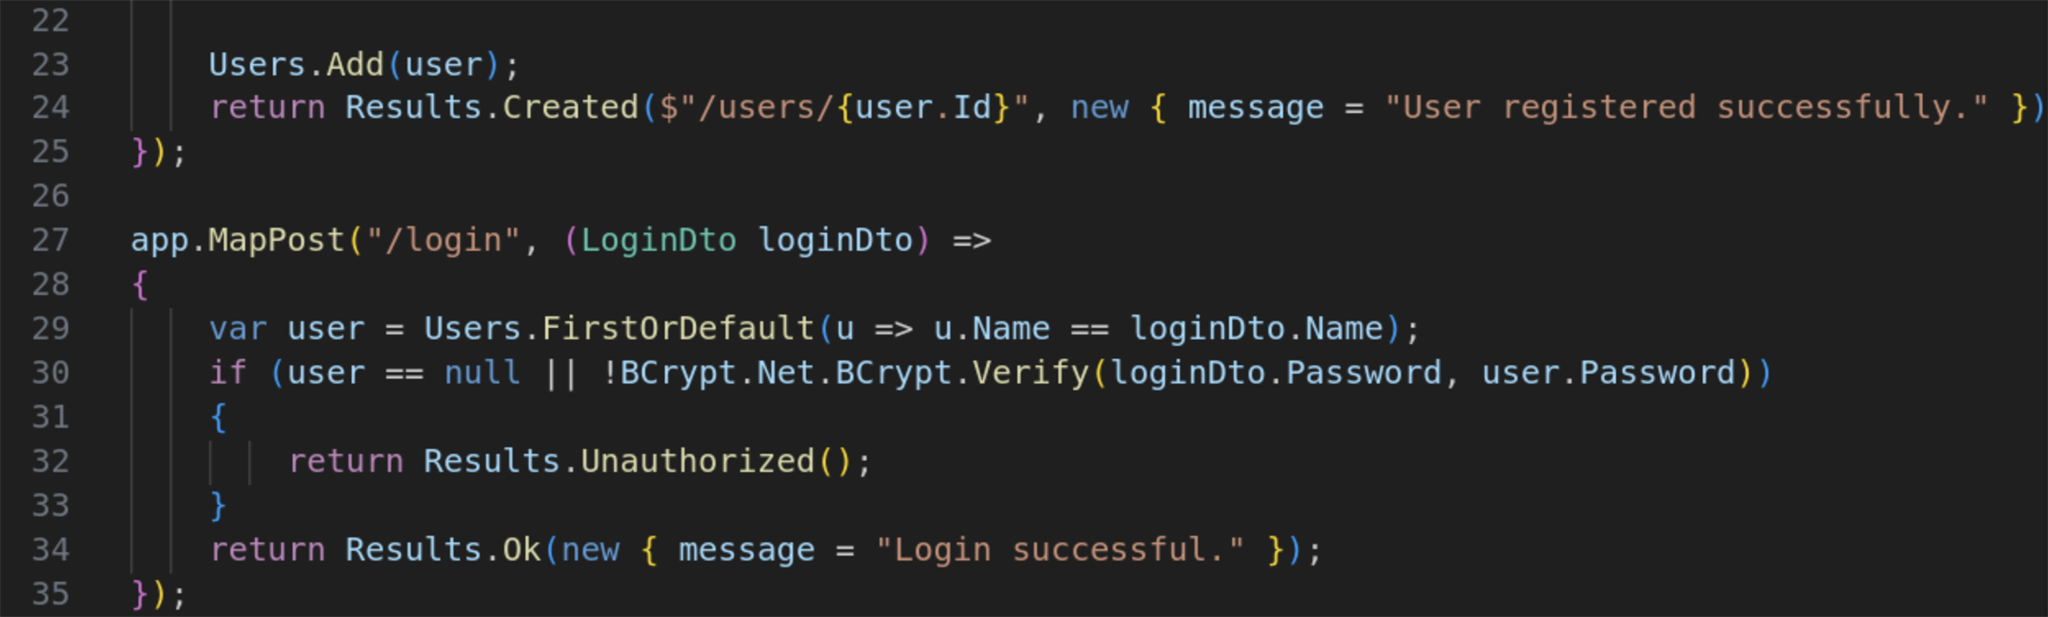 22
23 Users.Add(user);
24 return Results.Created($"/users/{user.Id}", new { message = "User registered successfully." })
25 });
26
27 app.MapPost("/login", (LoginDto loginDto) =>
28 {
29 var user = Users.FirstOrDefault(u => u.Name == loginDto.Name);
30 if (user == null || !BCrypt.Net.BCrypt.Verify(loginDto.Password, user.Password))
31 {
32 return Results.Unauthorized();
33 }
34 return Results.Ok(new { message = "Login successful." });
35 });